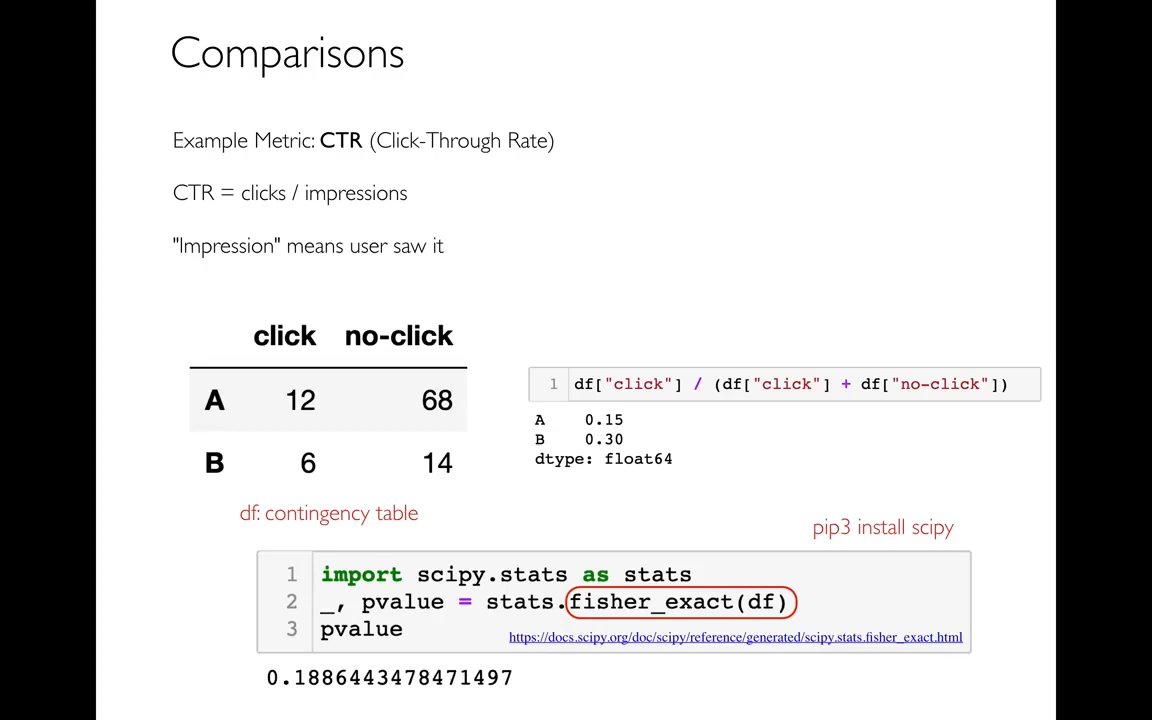 Comparisons
Example Metric: CTR (Click-Through Rate)
CTR = clicks / impressions
"Impression" means user saw it
click no-click
A 12 68
B 6 14
df: contingency table
1 df["click"] / (df["click"] + df["no-click"])
A 0.15
B 0.30
dtype: float64
pip3 install scipy
1 import scipy.stats as stats
2 _, pvalue = stats.fisher_exact(df)
3 pvalue
https://docs.scipy.org/doc/scipy/reference/generated/scipy.stats.fisher_exact.html
0.1886443478471497